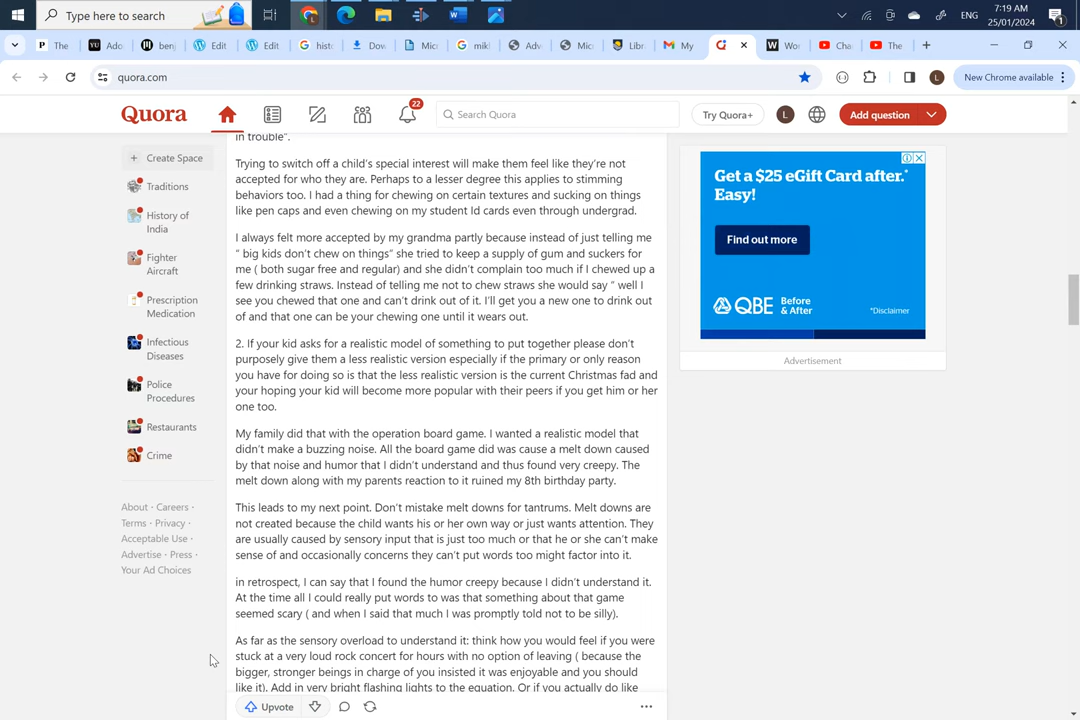 Type here to search
ENG
7:19 AM
25/01/2024
1
P The
YU Ado
benj
Edit
Edit
G histo
Dow
Micr
G mik
Adv
Mic
Libr
My
W Wor
Cha
The
quora.com
L
New Chrome available
Quora
22
Search Quora
Try Quora+
L
Add question
in trouble”.
Create Space
Traditions
History of
India
Fighter
Aircraft
Prescription
Medication
Infectious
Diseases
Police
Procedures
Restaurants
Crime
About · Careers ·
Terms · Privacy ·
Acceptable Use ·
Advertise · Press ·
Your Ad Choices
Trying to switch off a child’s special interest will make them feel like they’re not
accepted for who they are. Perhaps to a lesser degree this applies to stimming
behaviors too. I had a thing for chewing on certain textures and sucking on things
like pen caps and even chewing on my student Id cards even through undergrad.
I always felt more accepted by my grandma partly because instead of just telling me
“ big kids don’t chew on things” she tried to keep a supply of gum and suckers for
me ( both sugar free and regular) and she didn’t complain too much if I chewed up a
few drinking straws. Instead of telling me not to chew straws she would say “ well I
see you chewed that one and can’t drink out of it. I’ll get you a new one to drink out
of and that one can be your chewing one until it wears out.
2. If your kid asks for a realistic model of something to put together please don’t
purposely give them a less realistic version especially if the primary or only reason
you have for doing so is that the less realistic version is the current Christmas fad and
your hoping your kid will become more popular with their peers if you get him or her
one too.
My family did that with the operation board game. I wanted a realistic model that
didn’t make a buzzing noise. All the board game did was cause a melt down caused
by that noise and humor that I didn’t understand and thus found very creepy. The
melt down along with my parents reaction to it ruined my 8th birthday party.
This leads to my next point. Don’t mistake melt downs for tantrums. Melt downs are
not created because the child wants his or her own way or just wants attention. They
are usually caused by sensory input that is just too much or that he or she can’t make
sense of and occasionally concerns they can’t put words too might factor into it.
in retrospect, I can say that I found the humor creepy because I didn’t understand it.
At the time all I could really put words to was that something about that game
seemed scary ( and when I said that much I was promptly told not to be silly).
As far as the sensory overload to understand it: think how you would feel if you were
stuck at a very loud rock concert for hours with no option of leaving ( because the
bigger, stronger beings in charge of you insisted it was enjoyable and you should
like it). Add in very bright flashing lights to the equation. Or if you actually do like
Upvote
Get a $25 eGift Card after.*
Easy!
Find out more
QBE
Before
& After
*Disclaimer
Advertisement